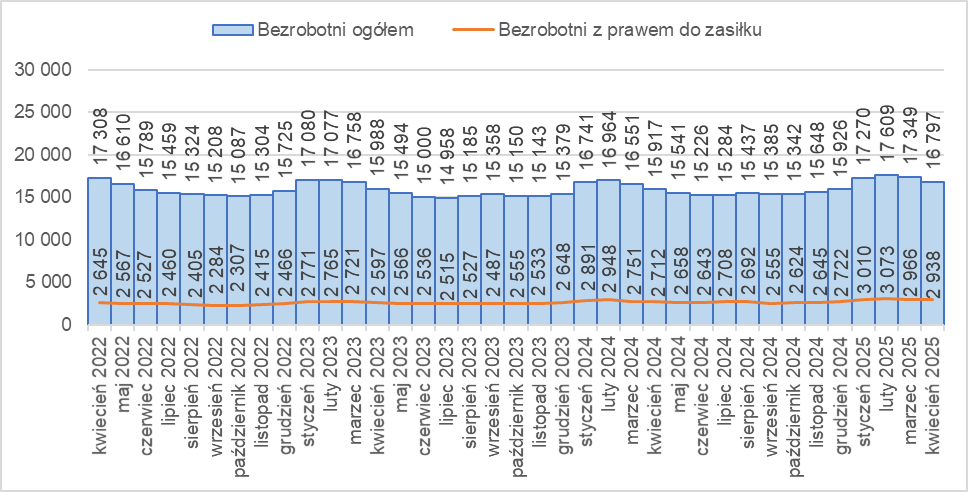 Bezrobotni ogółem Bezrobotni z prawem do zasiłku
30 000
25 000
20 000
15 000
10 000
5 000
0
17 308
16 610
15 789
15 459
15 324
15 208
15 087
15 304
15 725
17 080
17 077
16 758
15 988
15 494
15 000
14 958
15 185
15 358
15 150
15 143
15 379
16 741
16 964
16 551
15 917
15 541
15 226
15 284
15 437
15 385
15 342
15 648
15 926
17 270
17 609
17 349
16 797
2 645
2 567
2 527
2 460
2 405
2 284
2 307
2 415
2 466
2 771
2 765
2 721
2 597
2 566
2 536
2 515
2 527
2 487
2 555
2 533
2 648
2 891
2 948
2 751
2 712
2 658
2 643
2 708
2 692
2 555
2 624
2 645
2 722
3 010
3 073
2 966
2 938
kwiecień 2022
maj 2022
czerwiec 2022
lipiec 2022
sierpień 2022
wrzesień 2022
październik 2022
listopad 2022
grudzień 2022
styczeń 2023
luty 2023
marzec 2023
kwiecień 2023
maj 2023
czerwiec 2023
lipiec 2023
sierpień 2023
wrzesień 2023
październik 2023
listopad 2023
grudzień 2023
styczeń 2024
luty 2024
marzec 2024
kwiecień 2024
maj 2024
czerwiec 2024
lipiec 2024
sierpień 2024
wrzesień 2024
październik 2024
listopad 2024
grudzień 2024
styczeń 2025
luty 2025
marzec 2025
kwiecień 2025